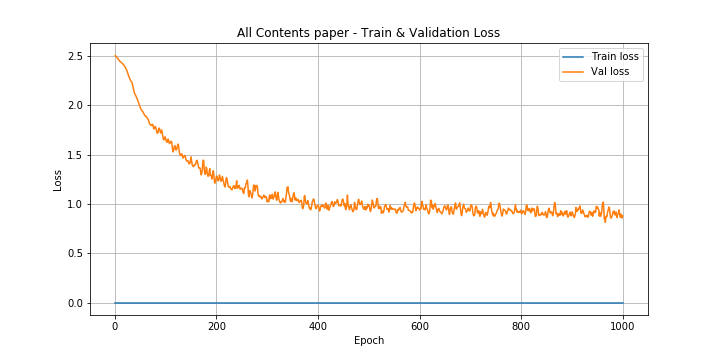 All Contents paper - Train & Validation Loss
Train loss
Val loss
2.5
2.0
1.5
1.0
0.5
0.0
Loss
0 200 400 600 800 1000
Epoch